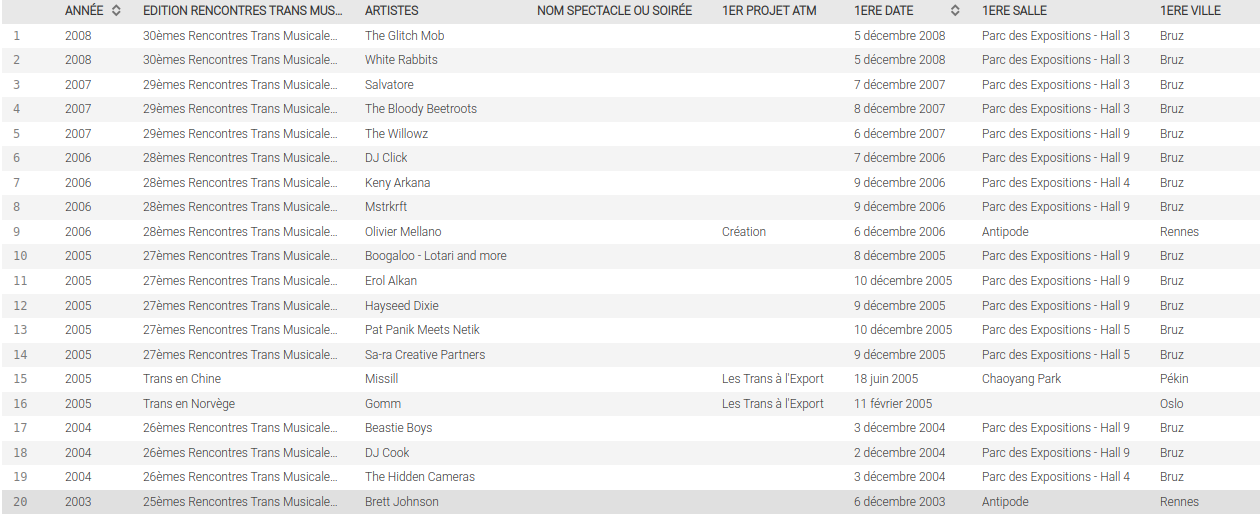 ANNÉE EDITION RENCONTRES TRANS MUS... ARTISTES NOM SPECTACLE OU SOIRÉE 1ER PROJET ATM 1ERE DATE 1ERE SALLE 1ERE VILLE
1 2008 30èmes Rencontres Trans Musicale... The Glitch Mob 5 décembre 2008 Parc des Expositions - Hall 3 Bruz
2 2008 30èmes Rencontres Trans Musicale... White Rabbits 5 décembre 2008 Parc des Expositions - Hall 3 Bruz
3 2007 29èmes Rencontres Trans Musicale... Salvatore 7 décembre 2007 Parc des Expositions - Hall 3 Bruz
4 2007 29èmes Rencontres Trans Musicale... The Bloody Beetroots 8 décembre 2007 Parc des Expositions - Hall 3 Bruz
5 2007 29èmes Rencontres Trans Musicale... The Willowz 6 décembre 2007 Parc des Expositions - Hall 9 Bruz
6 2006 28èmes Rencontres Trans Musicale... DJ Click 7 décembre 2006 Parc des Expositions - Hall 9 Bruz
7 2006 28èmes Rencontres Trans Musicale... Keny Arkana 9 décembre 2006 Parc des Expositions - Hall 4 Bruz
8 2006 28èmes Rencontres Trans Musicale... Mstrkrft 9 décembre 2006 Parc des Expositions - Hall 9 Bruz
9 2006 28èmes Rencontres Trans Musicale... Olivier Mellano Création 6 décembre 2006 Antipode Rennes
10 2005 27èmes Rencontres Trans Musicale... Boogaloo - Lotari and more 8 décembre 2005 Parc des Expositions - Hall 9 Bruz
11 2005 27èmes Rencontres Trans Musicale... Erol Alkan 10 décembre 2005 Parc des Expositions - Hall 9 Bruz
12 2005 27èmes Rencontres Trans Musicale... Hayseed Dixie 9 décembre 2005 Parc des Expositions - Hall 9 Bruz
13 2005 27èmes Rencontres Trans Musicale... Pat Panik Meets Netik 10 décembre 2005 Parc des Expositions - Hall 5 Bruz
14 2005 27èmes Rencontres Trans Musicale... Sa-ra Creative Partners 9 décembre 2005 Parc des Expositions - Hall 5 Bruz
15 2005 Trans en Chine Missill Les Trans à l'Export 18 juin 2005 Chaoyang Park Pékin
16 2005 Trans en Norvège Gomm Les Trans à l'Export 11 février 2005 Oslo
17 2004 26èmes Rencontres Trans Musicale... Beastie Boys 3 décembre 2004 Parc des Expositions - Hall 9 Bruz
18 2004 26èmes Rencontres Trans Musicale... DJ Cook 2 décembre 2004 Parc des Expositions - Hall 9 Bruz
19 2004 26èmes Rencontres Trans Musicale... The Hidden Cameras 3 décembre 2004 Parc des Expositions - Hall 4 Bruz
20 2003 25èmes Rencontres Trans Musicale... Brett Johnson 6 décembre 2003 Antipode Rennes